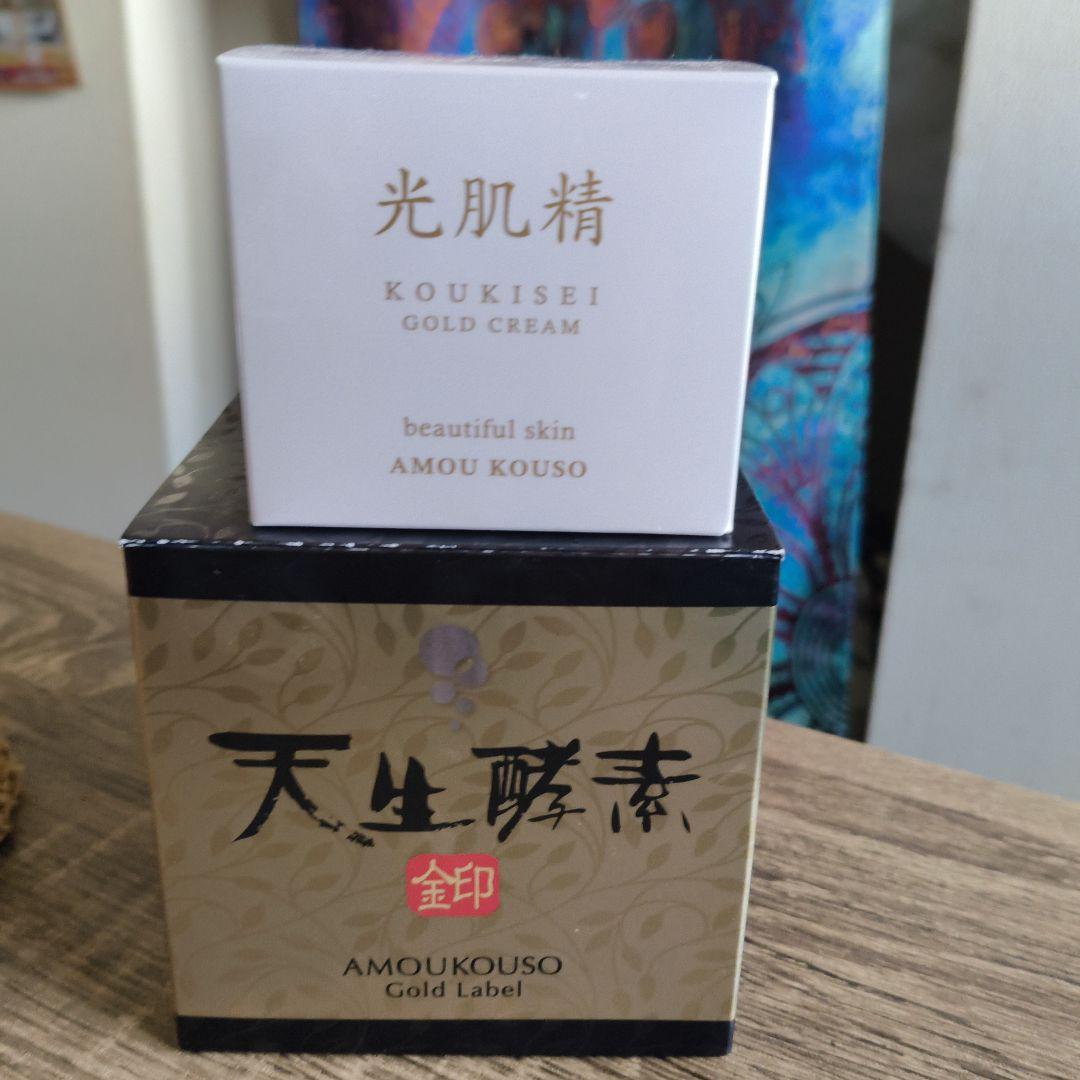 光肌精
KOUKISEI
GOLD CREAM
beautiful skin
AMOU KOUSO
天生酵素
金印
AMOUKOUSO
Gold Label